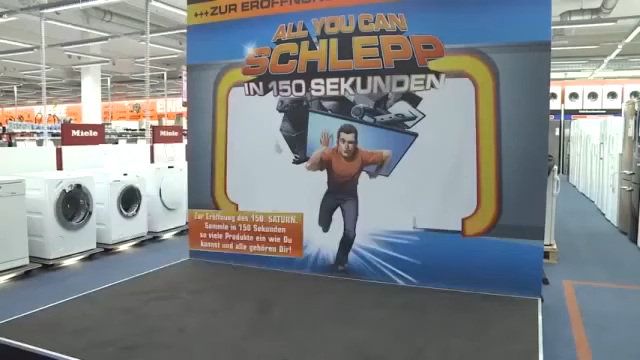 +++ZUR ERÖFFNUNG
ALL YOU CAN
SCHLEPP
IN 150 SEKUNDEN
Miele
Miele
Zur Eröffnung des 150. SATURN.
Sammle in 150 Sekunden
so viele Produkte ein wie Du
kannst und alle gehören Dir!